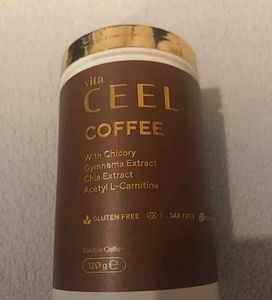 vita
CEEL
COFFEE
With Chicory
Gymnema Extract
Chia Extract
Acetyl L-Carnitine
GLUTEN FREE SUGAR FREE
Soluble Coffee
120 g e